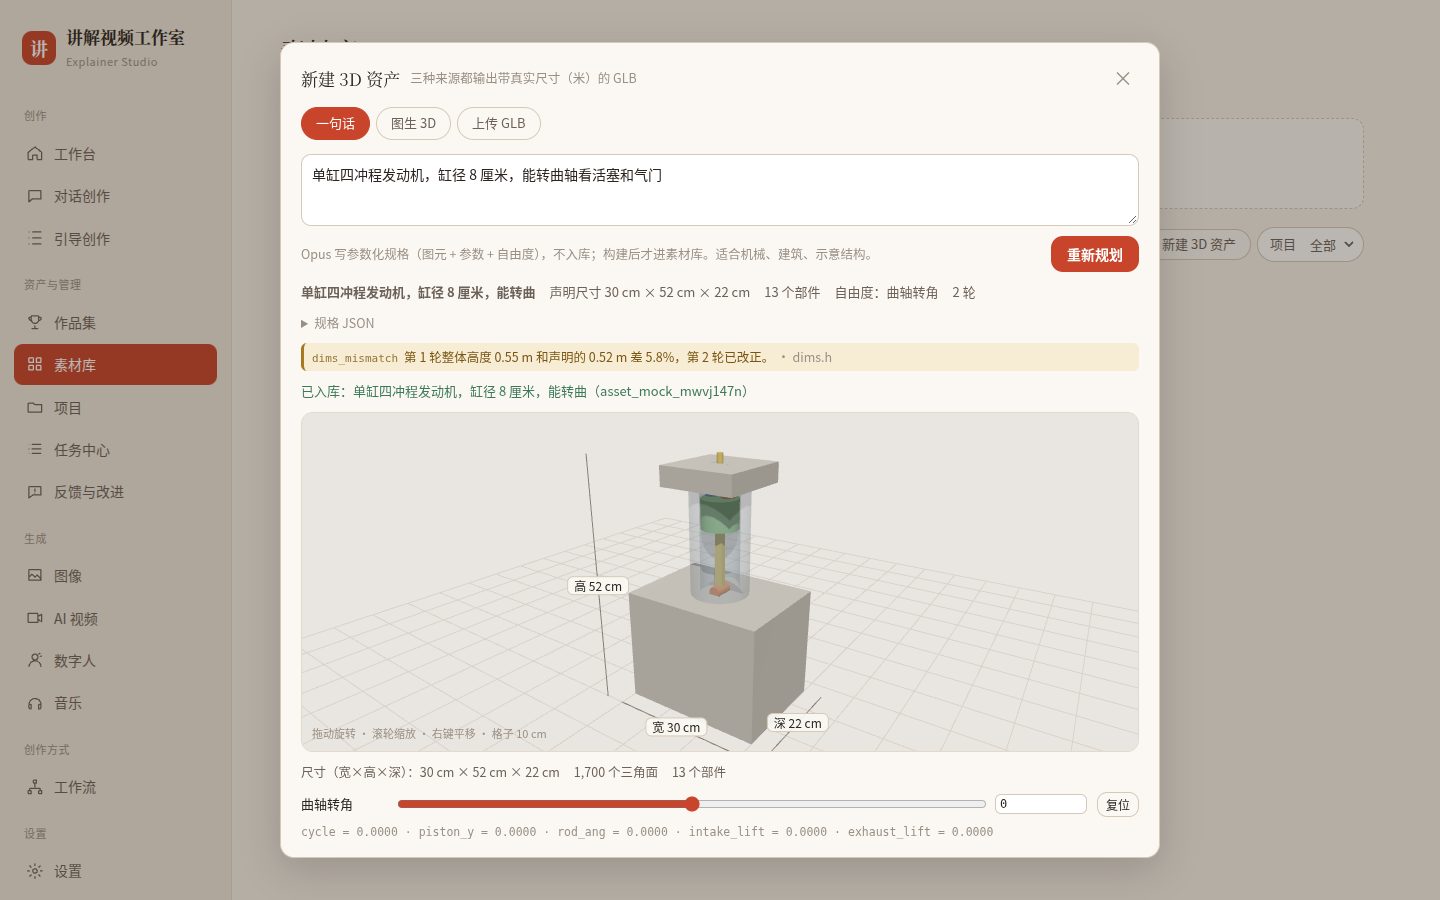 讲 讲解视频工作室
Explainer Studio
创作
工作台
对话创作
引导创作
资产与管理
作品集
素材库
项目
任务中心
反馈与改进
生成
图像
AI 视频
数字人
音乐
创作方式
工作流
设置
设置
新建 3D 资产 项目 全部
新建 3D 资产 三种来源都输出带真实尺寸（米）的 GLB
一句话 图生 3D 上传 GLB
单缸四冲程发动机，缸径 8 厘米，能转曲轴看活塞和气门
Opus 写参数化规格（图元 + 参数 + 自由度），不入库；构建后才进素材库。适合机械、建筑、示意结构。 重新规划
单缸四冲程发动机，缸径 8 厘米，能转曲 声明尺寸 30 cm × 52 cm × 22 cm 13 个部件 自由度：曲轴转角 2 轮
规格 JSON
dims_mismatch 第 1 轮整体高度 0.55 m 和声明的 0.52 m 差 5.8%，第 2 轮已改正。 · dims.h
已入库：单缸四冲程发动机，缸径 8 厘米，能转曲（asset_mock_mwvj147n）
高 52 cm
宽 30 cm
深 22 cm
拖动旋转 · 滚轮缩放 · 右键平移 · 格子 10 cm
尺寸（宽×高×深）：30 cm × 52 cm × 22 cm 1,700 个三角面 13 个部件
曲轴转角 0 复位
cycle = 0.0000 · piston_y = 0.0000 · rod_ang = 0.0000 · intake_lift = 0.0000 · exhaust_lift = 0.0000